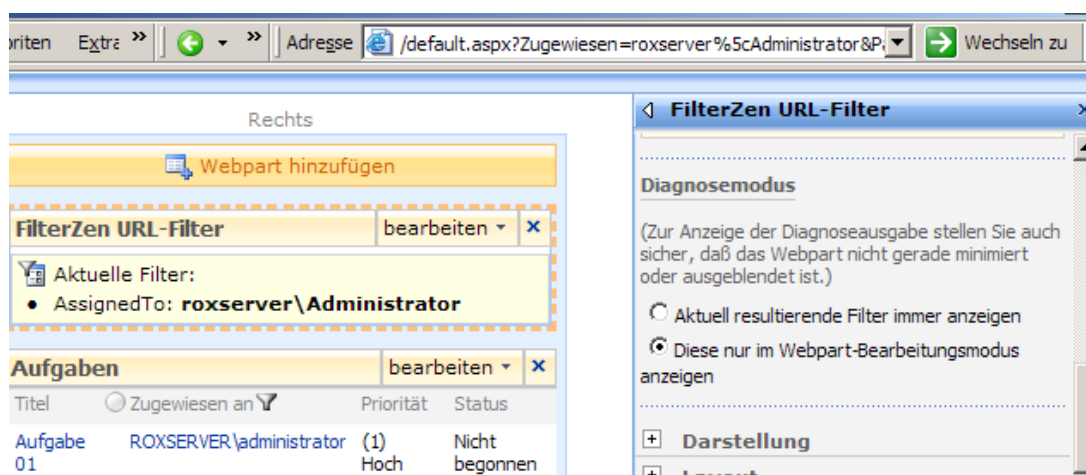 oriten Extra » » Adresse /default.aspx?Zugewiesen=roxserver%5cAdministrator&P Wechseln zu
Rechts
Webpart hinzufügen
FilterZen URL-Filter bearbeiten ×
Aktuelle Filter:
• AssignedTo: roxserver\Administrator
Aufgaben bearbeiten ×
Titel Zugewiesen an Priorität Status
Aufgabe 01 ROXSERVER\administrator (1) Hoch Nicht begonnen
FilterZen URL-Filter
Diagnosemodus
(Zur Anzeige der Diagnoseausgabe stellen Sie auch
sicher, daß das Webpart nicht gerade minimiert
oder ausgeblendet ist.)
Aktuell resultierende Filter immer anzeigen
Diese nur im Webpart-Bearbeitungsmodus
anzeigen
+ Darstellung
+ Layout